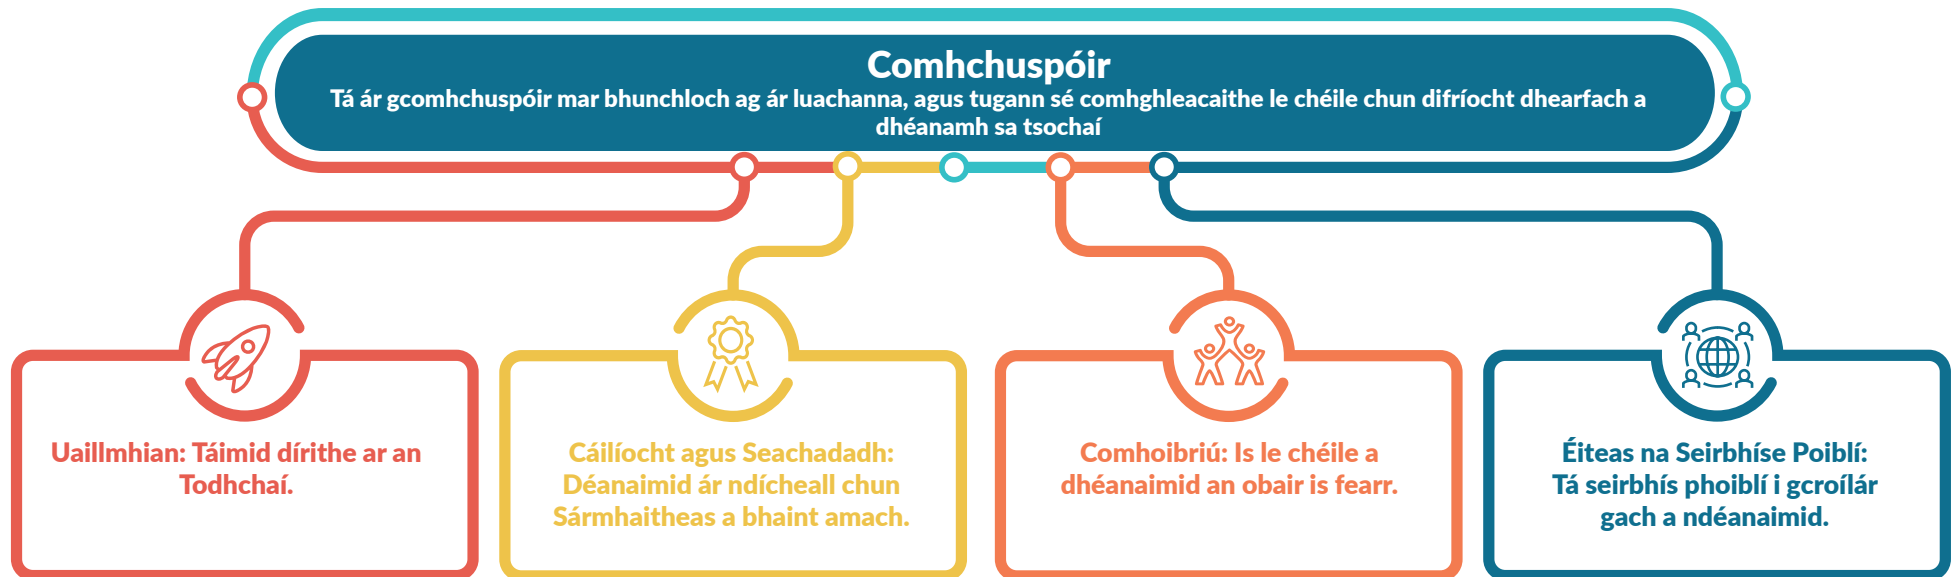 Comhchuspóir
Tá ár gcomhchuspóir mar bhunchloch ag ár luachanna, agus tugann sé comhghleacaithe le chéile chun difríocht dhearfach a
dhéanamh sa tsochaí
Uaillmhian: Táimid dírithe ar an
Todhchaí.
Cáilíocht agus Seachadadh:
Déanaimid ár ndícheall chun
Sármhaitheas a bhaint amach.
Comhoibriú: Is le chéile a
dhéanaimid an obair is fearr.
Éiteas na Seirbhíse Poiblí:
Tá seirbhís phoiblí i gcroílár
gach a ndéanaimid.